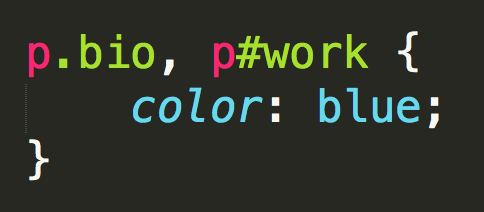 p.bio, p#work {
    color: blue;
}